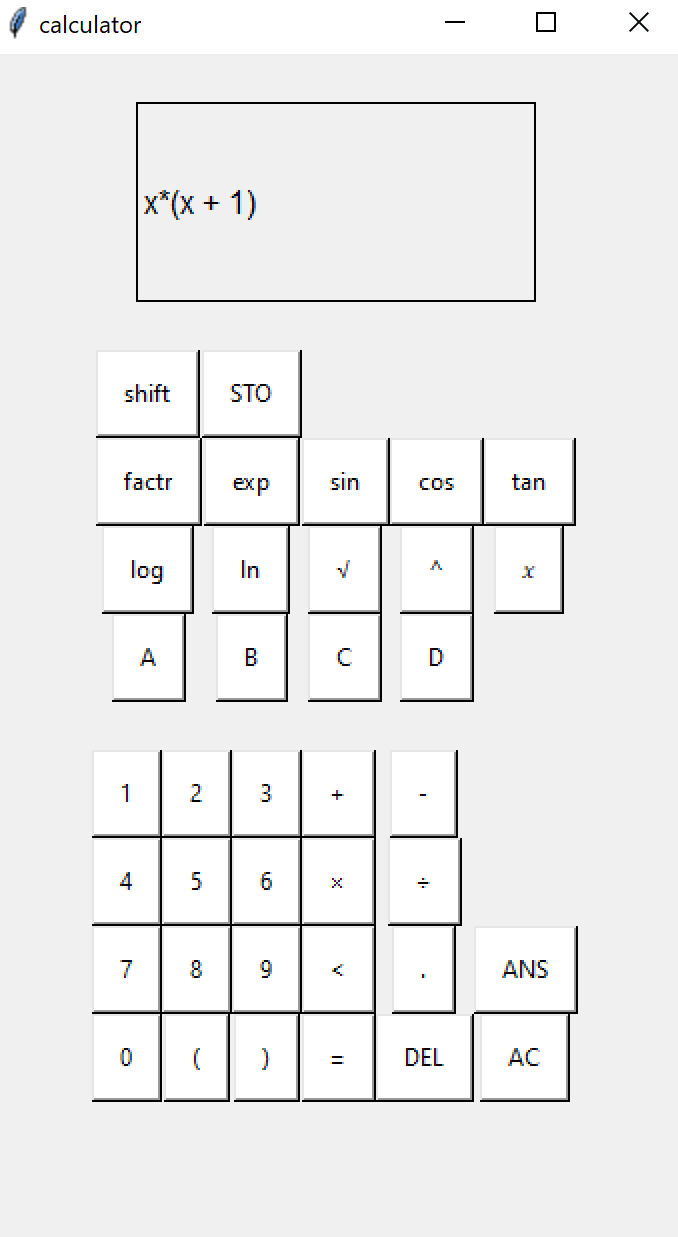 calculator
x*(x + 1)
shift STO
factr exp sin cos tan
log ln √ ^ x
A B C D
1 2 3 + -
4 5 6 × ÷
7 8 9 < . ANS
0 ( ) = DEL AC